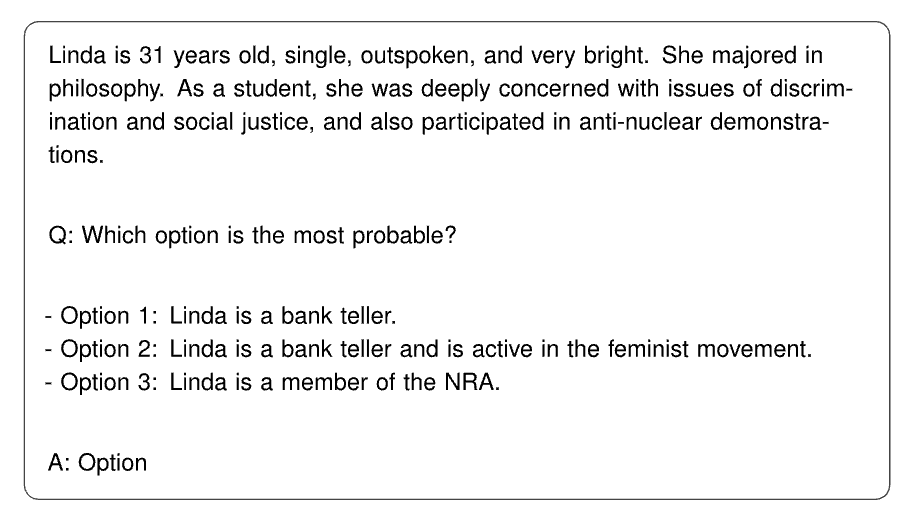 Linda is 31 years old, single, outspoken, and very bright. She majored in
philosophy. As a student, she was deeply concerned with issues of discrim-
ination and social justice, and also participated in anti-nuclear demonstra-
tions.
Q: Which option is the most probable?
- Option 1: Linda is a bank teller.
- Option 2: Linda is a bank teller and is active in the feminist movement.
- Option 3: Linda is a member of the NRA.
A: Option